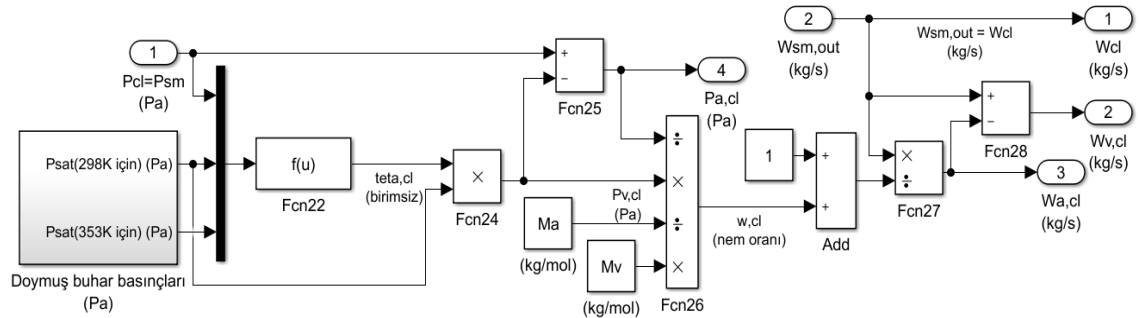 1
Pcl=Psm
(Pa)
Psat(298K için) (Pa)
Psat(353K için) (Pa)
Doymuş buhar basınçları
(Pa)
f(u)
Fcn22
teta,cl
(birimsiz)
×
Fcn24
+
−
Fcn25
4
Pa,cl
(Pa)
Pv,cl
(Pa)
Ma
(kg/mol)
Mv
(kg/mol)
÷
×
÷
×
Fcn26
w,cl
(nem oranı)
1
+
+
Add
2
Wsm,out
(kg/s)
Wsm,out = Wcl
(kg/s)
×
÷
Fcn27
+
−
Fcn28
1
Wcl
(kg/s)
2
Wv,cl
(kg/s)
3
Wa,cl
(kg/s)